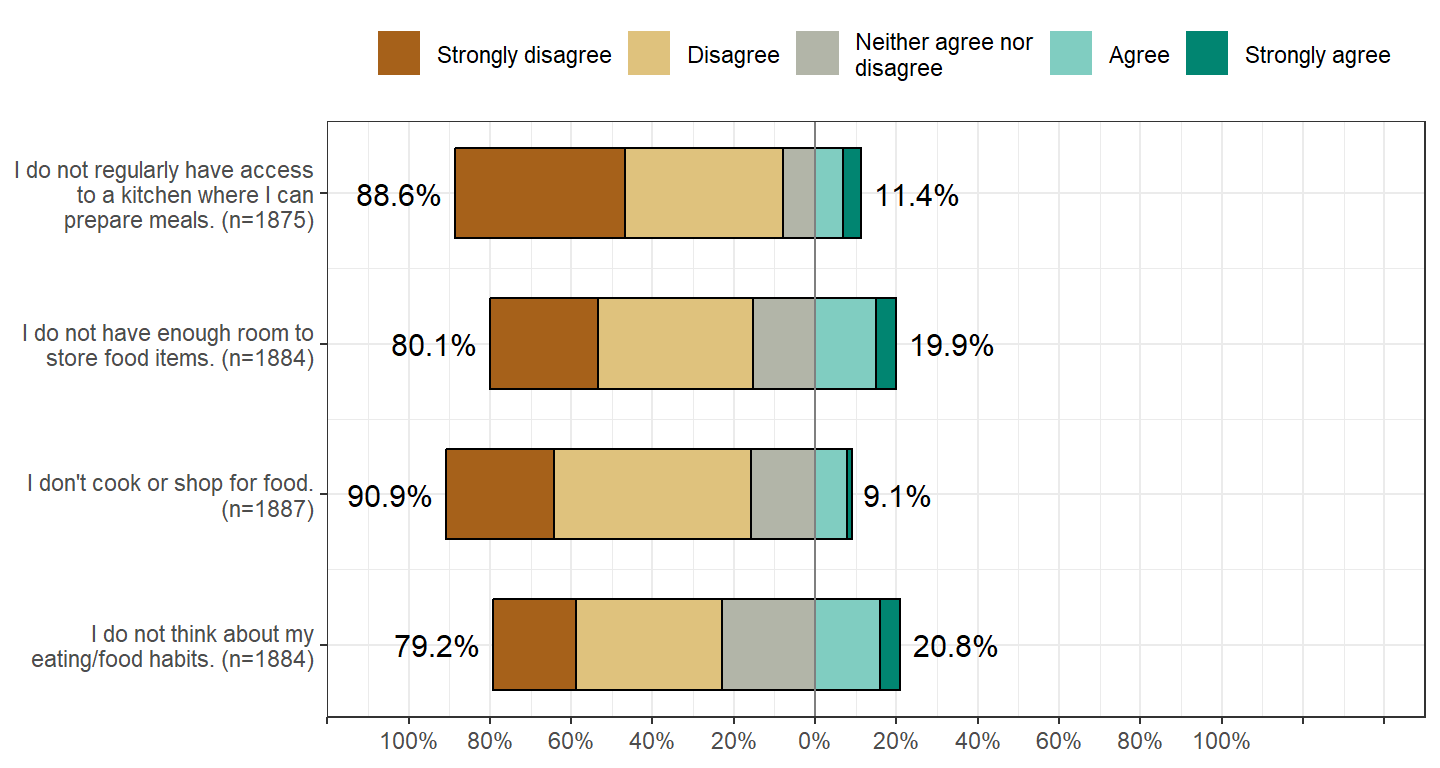 Strongly disagree
Disagree
Neither agree nor
disagree
Agree
Strongly agree
I do not regularly have access
to a kitchen where I can
prepare meals. (n=1875)
88.6%
11.4%
I do not have enough room to
store food items. (n=1884)
80.1%
19.9%
I don't cook or shop for food.
(n=1887)
90.9%
9.1%
I do not think about my
eating/food habits. (n=1884)
79.2%
20.8%
100% 80% 60% 40% 20% 0% 20% 40% 60% 80% 100%